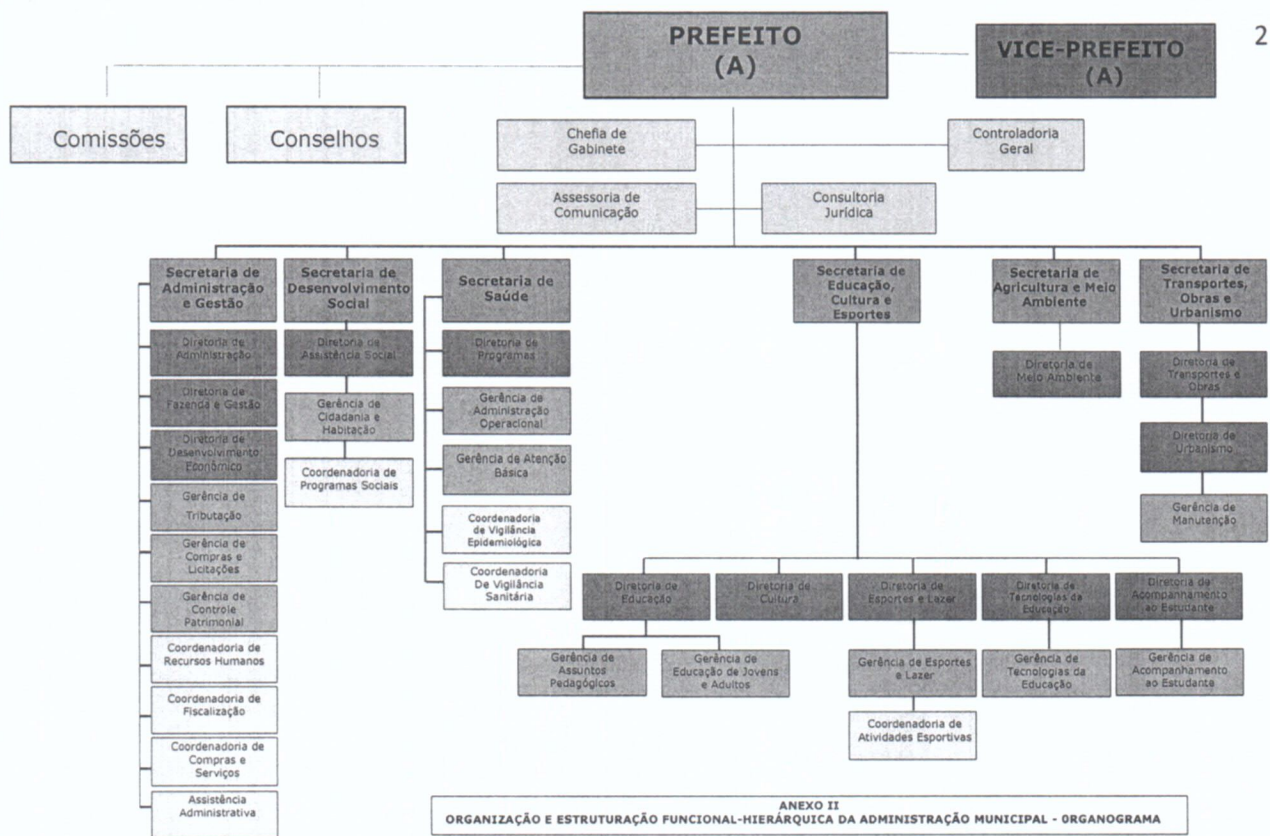 PREFEITO
(A)
VICE-PREFEITO
(A)
2
Comissões
Conselhos
Chefia de
Gabinete
Controladoria
Geral
Assessoria de
Comunicação
Consultoria
Jurídica
Secretaria de
Administração
e Gestão
Secretaria de
Desenvolvimento
Social
Secretaria de
Saúde
Secretaria de
Educação,
Cultura e
Esportes
Secretaria de
Agricultura e Meio
Ambiente
Secretaria de
Transportes,
Obras e
Urbanismo
Diretoria de
Administração
Diretoria de
Fazenda e Gestão
Diretoria de
Desenvolvimento
Econômico
Gerência de
Tributação
Gerência de
Compras e
Licitações
Gerência de
Controle
Patrimonial
Coordenadoria de
Recursos Humanos
Coordenadoria de
Fiscalização
Coordenadoria de
Compras e
Serviços
Assistência
Administrativa
Diretoria de
Assistência Social
Gerência de
Cidadania e
Habitação
Coordenadoria de
Programas Sociais
Diretoria de
Programas
Gerência de
Administração
Operacional
Gerência de Atenção
Básica
Coordenadoria
de Vigilância
Epidemiológica
Coordenadoria
De Vigilância
Sanitária
Diretoria de
Meio Ambiente
Diretoria de
Transportes e
Obras
Diretoria de
Urbanismo
Gerência de
Manutenção
Diretoria de
Educação
Diretoria de
Cultura
Diretoria de
Esportes e Lazer
Diretoria de
Tecnologias da
Educação
Diretoria de
Acompanhamento
ao Estudante
Gerência de
Assuntos
Pedagógicos
Gerência de
Educação de Jovens
e Adultos
Gerência de Esportes
e Lazer
Gerência de
Tecnologias da
Educação
Gerência de
Acompanhamento
ao Estudante
Coordenadoria de
Atividades Esportivas
ANEXO II
ORGANIZAÇÃO E ESTRUTURAÇÃO FUNCIONAL-HIERÁRQUICA DA ADMINISTRAÇÃO MUNICIPAL - 0RGANOGRAMA